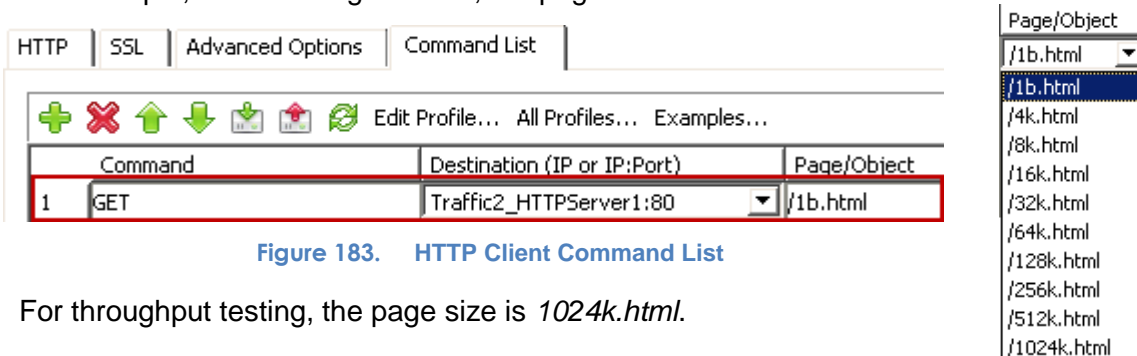 HTTP SSL Advanced Options Command List
Edit Profile... All Profiles... Examples...
Command Destination (IP or IP:Port) Page/Object
1 GET Traffic2_HTTPServer1:80 /1b.html
Figure 183. HTTP Client Command List
For throughput testing, the page size is 1024k.html.
Page/Object
/1b.html
/1b.html
/4k.html
/8k.html
/16k.html
/32k.html
/64k.html
/128k.html
/256k.html
/512k.html
/1024k.html